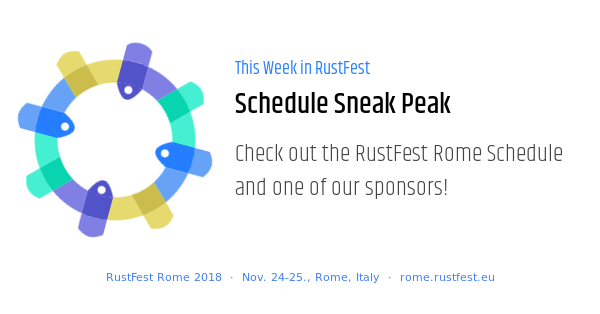 This Week in RustFest
Schedule Sneak Peak
Check out the RustFest Rome Schedule
and one of our sponsors!
RustFest Rome 2018 · Nov. 24-25., Rome, Italy · rome.rustfest.eu